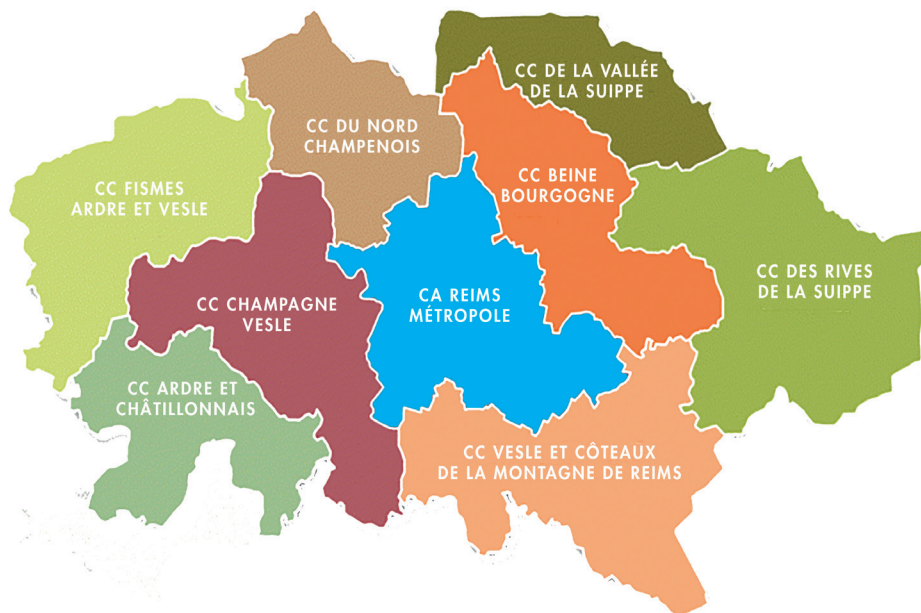 CC DE LA VALLÉE
DE LA SUIPPE
CC DU NORD
CHAMPENOIS
CC FISMES
ARDRE ET VESLE
CC BEINE
BOURGOGNE
CC DES RIVES
DE LA SUIPPE
CC CHAMPAGNE
VESLE
CA REIMS
MÉTROPOLE
CC ARDRE ET
CHÂTILLONNAIS
CC VESLE ET CÔTEAUX
DE LA MONTAGNE DE REIMS